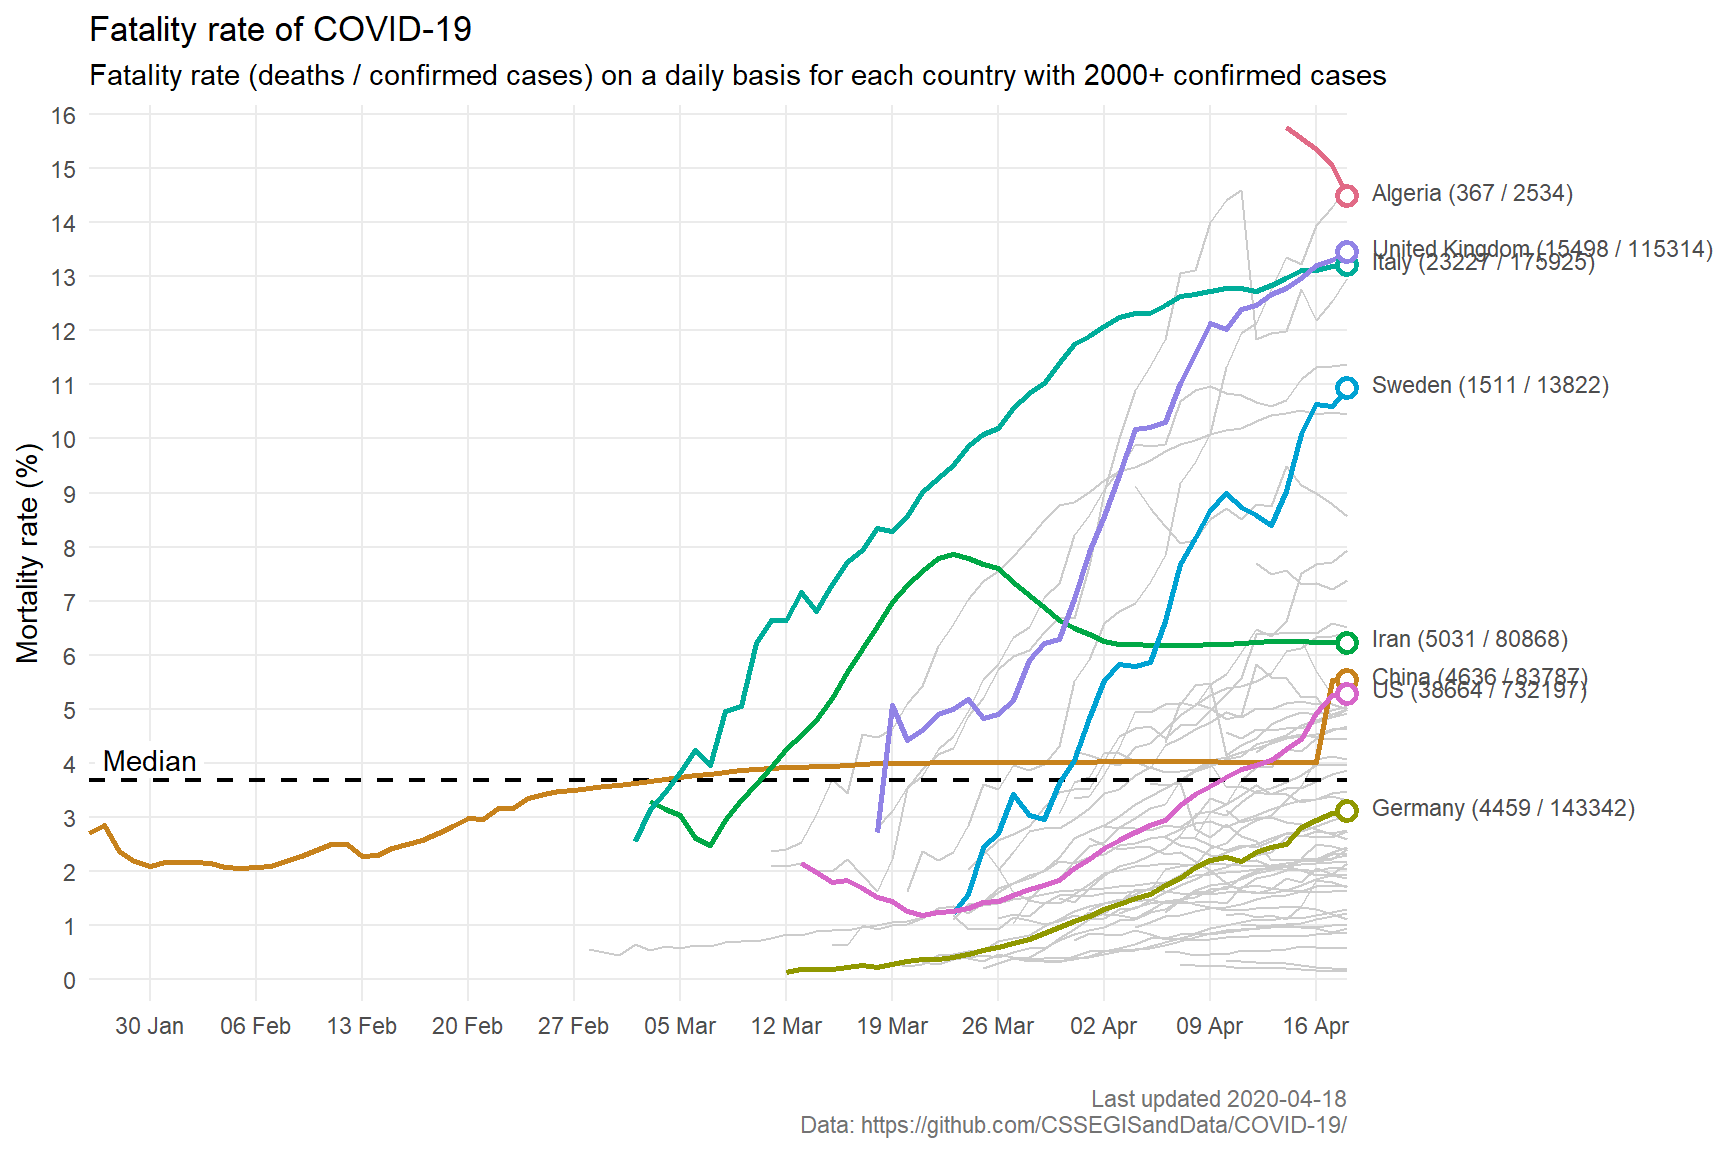 Fatality rate of COVID-19
Fatality rate (deaths / confirmed cases) on a daily basis for each country with 2000+ confirmed cases
Mortality rate (%)
16
15
14
13
12
11
10
9
8
7
6
5
4
3
2
1
0
Median
Algeria (367 / 2534)
United Kingdom (15498 / 115314)
Italy (23227 / 175925)
Sweden (1511 / 13822)
Iran (5031 / 80868)
China (4636 / 83787)
US (38664 / 732197)
Germany (4459 / 143342)
30 Jan
06 Feb
13 Feb
20 Feb
27 Feb
05 Mar
12 Mar
19 Mar
26 Mar
02 Apr
09 Apr
16 Apr
Last updated 2020-04-18
Data: https://github.com/CSSEGISandData/COVID-19/